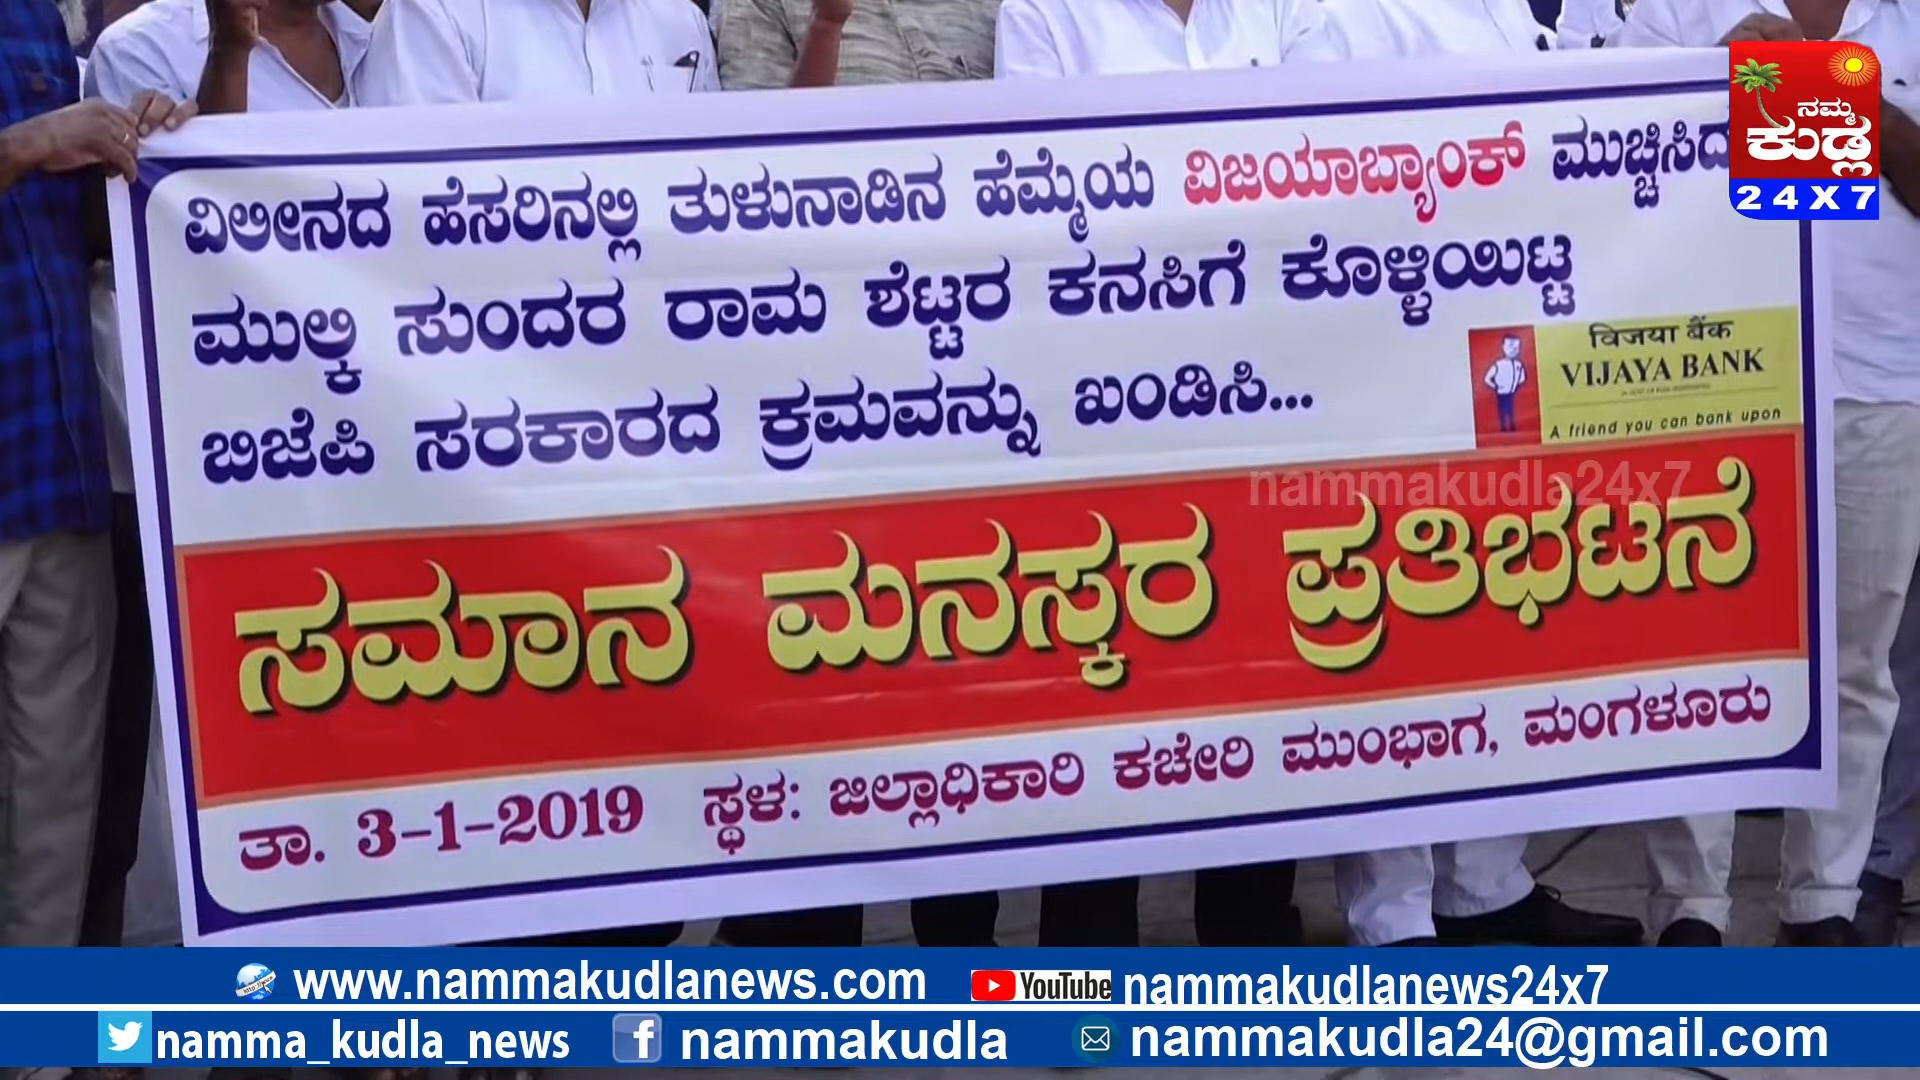 ವಿಲೀನದ ಹೆಸರಿನಲ್ಲಿ ತುಳುನಾಡಿನ ಹೆಮ್ಮೆಯ ವಿಜಯಾಬ್ಯಾಂಕ್ ಮುಚ್ಚಿಸಿದ
ಮುಲ್ಕಿ ಸುಂದರ ರಾಮ ಶೆಟ್ಟರ ಕನಸಿಗೆ ಕೊಳ್ಳಿಯಿಟ್ಟ
ಬಿಜೆಪಿ ಸರಕಾರದ ಕ್ರಮವನ್ನು ಖಂಡಿಸಿ...
विजया बैंक
VIJAYA BANK
A friend you can bank upon
ಸಮಾನ ಮನಸ್ಕರ ಪ್ರತಿಭಟನೆ
ತಾ. 3-1-2019 ಸ್ಥಳ: ಜಿಲ್ಲಾಧಿಕಾರಿ ಕಚೇರಿ ಮುಂಭಾಗ, ಮಂಗಳೂರು
ನಮ್ಮ
ಕುಡ್ಲ
24X7
nammakudla24x7
www.nammakudlanews.com YouTube nammakudlanews24x7
namma_kudla_news nammakudla nammakudla24@gmail.com